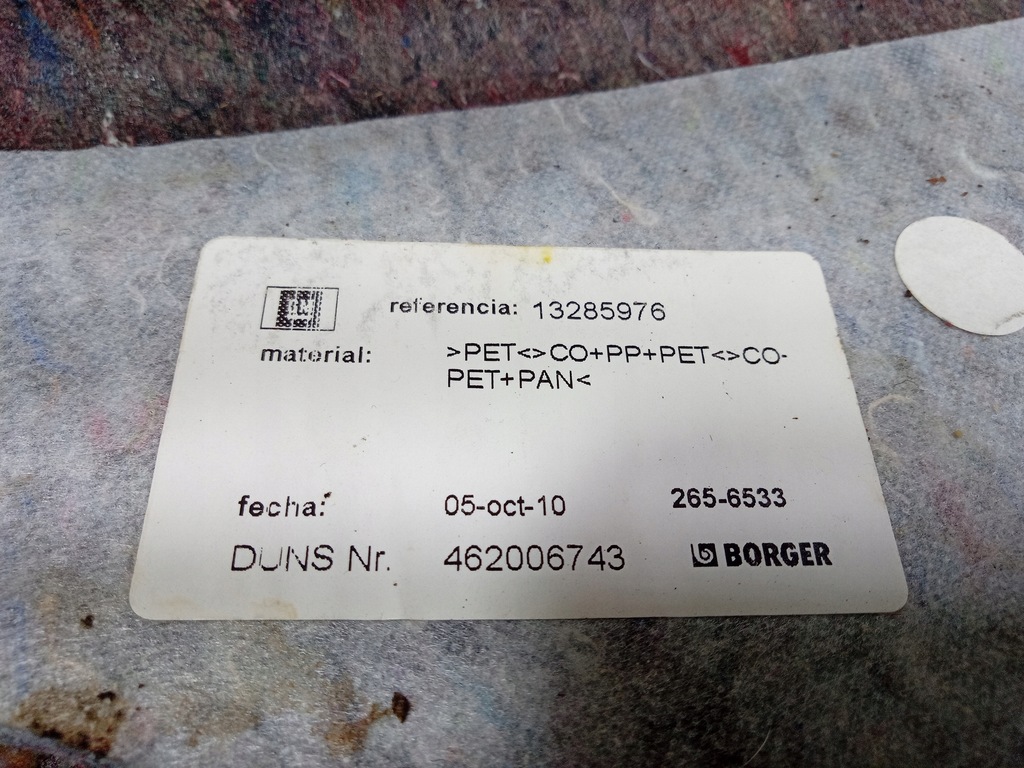 referencia: 13285976
material: >PET<>CO+PP+PET<>CO-
PET+PAN<
fecha: 05-oct-10 265-6533
DUNS Nr. 462006743 BORGER